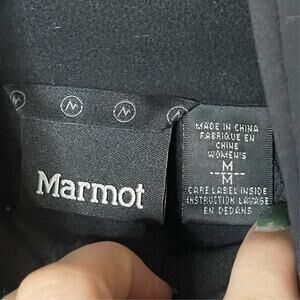 Marmot
MADE IN CHINA
FABRIQUE EN
CHINE
WOMEN'S
M
M
CARE LABEL INSIDE
INSTRUCTION LAVAGE
EN DEDANS